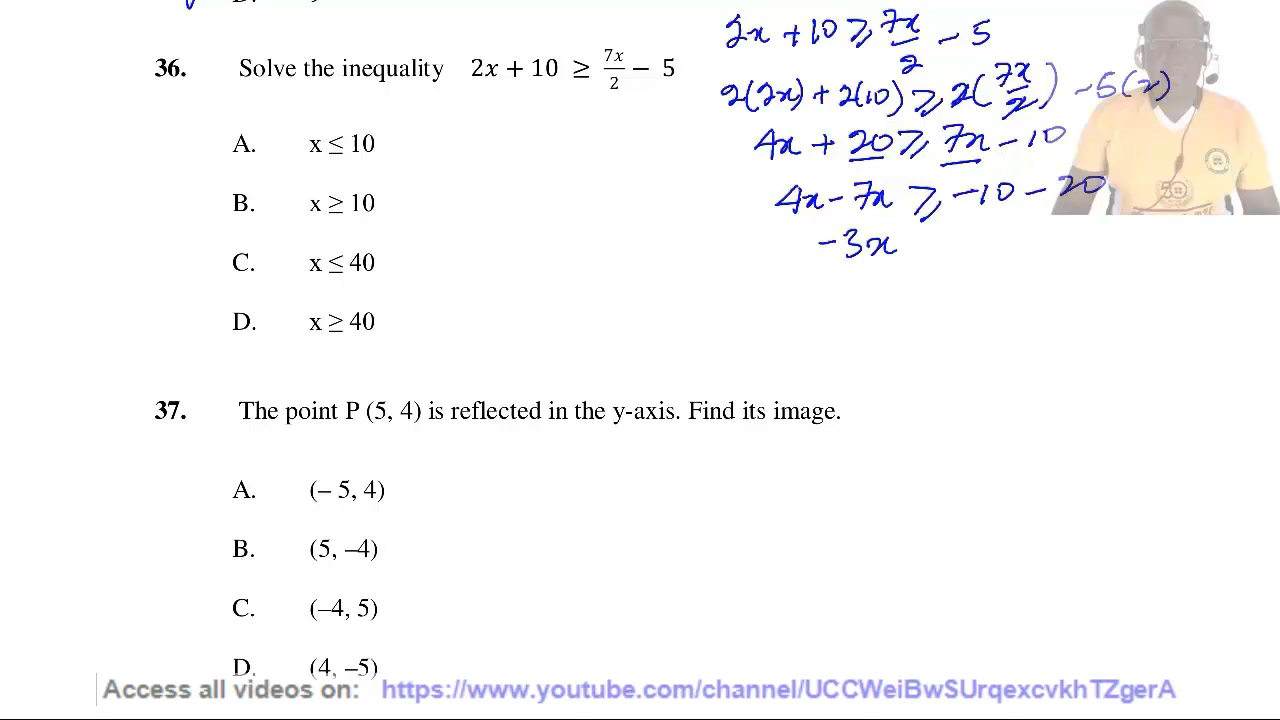 36. Solve the inequality 2x + 10 ≥ 7x/2 − 5
A. x ≤ 10
B. x ≥ 10
C. x ≤ 40
D. x ≥ 40
2x + 10 ≥ 7x/2 - 5
2(2x) + 2(10) ≥ 2(7x/2) - 5(2)
4x + 20 ≥ 7x - 10
4x - 7x ≥ -10 - 20
-3x
37. The point P (5, 4) is reflected in the y-axis. Find its image.
A. (– 5, 4)
B. (5, –4)
C. (–4, 5)
D. (4, –5)
Access all videos on: https://www.youtube.com/channel/UCCWeiBwSUrqexcvkhTZgerA